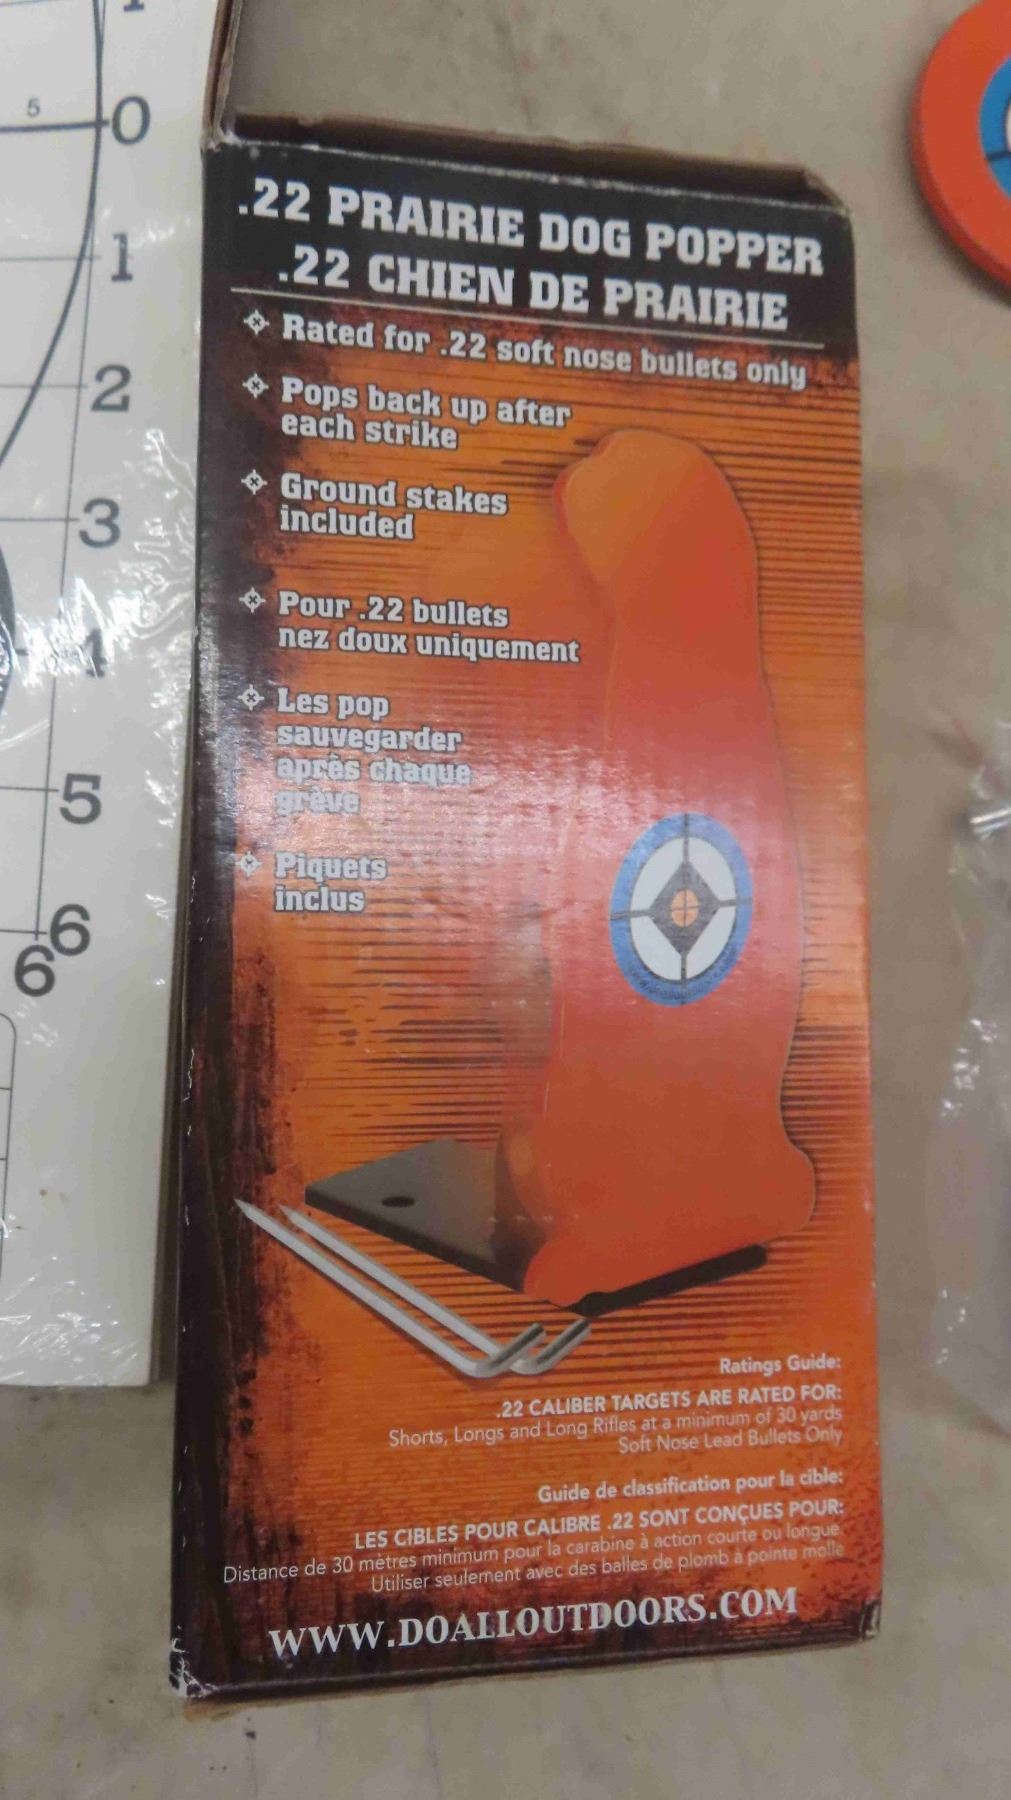 1
5
0
1
2
3
4
5
6
6
.22 PRAIRIE DOG POPPER
.22 CHIEN DE PRAIRIE
Rated for .22 soft nose bullets only
Pops back up after
each strike
Ground stakes
included
Pour .22 bullets
nez doux uniquement
Les pop
sauvegarder
après chaque
grève
Piquets
inclus
Ratings Guide:
.22 CALIBER TARGETS ARE RATED FOR:
Shorts, Longs and Long Rifles at a minimum of 30 yards
Soft Nose Lead Bullets Only
Guide de classification pour la cible:
LES CIBLES POUR CALIBRE .22 SONT CONÇUES POUR:
Distance de 30 mètres minimum pour la carabine à action courte ou longue
Utiliser seulement avec des balles de plomb à pointe molle
WWW.DOALLOUTDOORS.COM